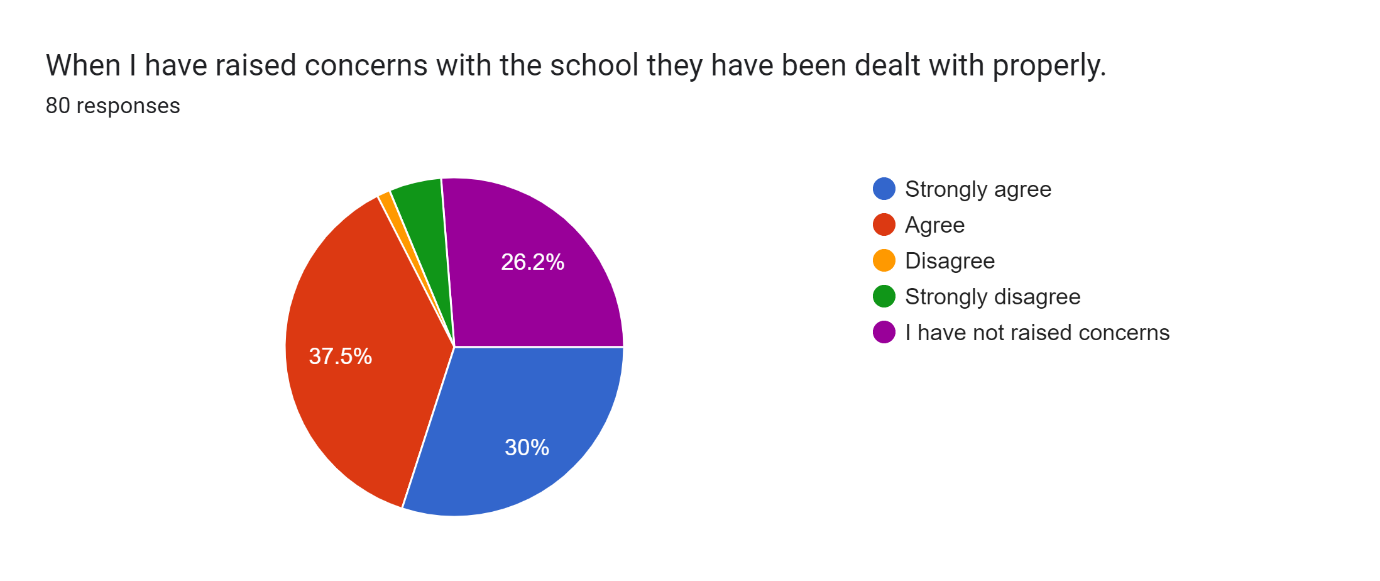 When I have raised concerns with the school they have been dealt with properly.
80 responses
Strongly agree
Agree
Disagree
Strongly disagree
I have not raised concerns
26.2%
37.5%
30%